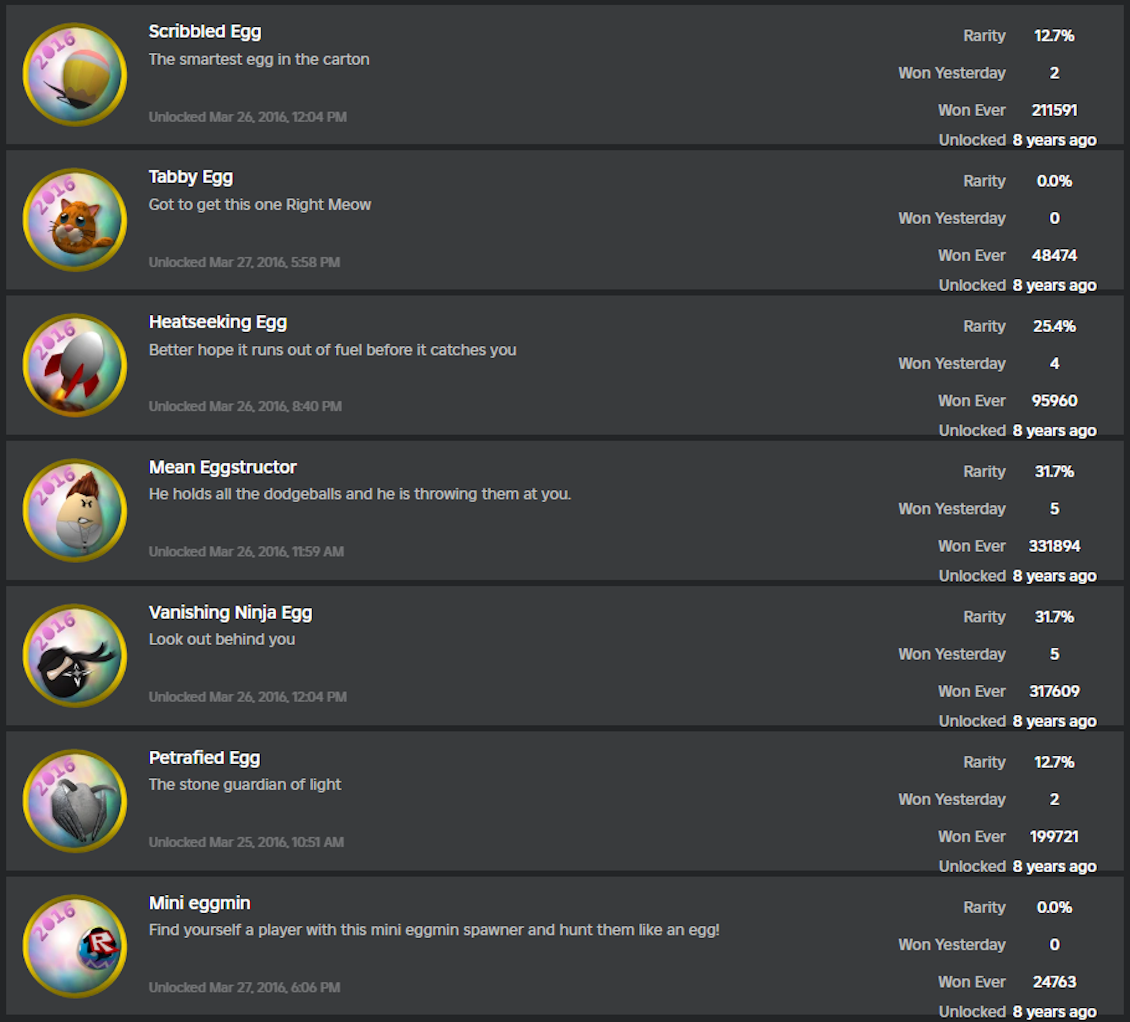 2016
Scribbled Egg
The smartest egg in the carton
Unlocked Mar 26, 2016, 12:04 PM
Rarity 12.7%
Won Yesterday 2
Won Ever 211591
Unlocked 8 years ago
2016
Tabby Egg
Got to get this one Right Meow
Unlocked Mar 27, 2016, 5:58 PM
Rarity 0.0%
Won Yesterday 0
Won Ever 48474
Unlocked 8 years ago
2016
Heatseeking Egg
Better hope it runs out of fuel before it catches you
Unlocked Mar 26, 2016, 8:40 PM
Rarity 25.4%
Won Yesterday 4
Won Ever 95960
Unlocked 8 years ago
2016
Mean Eggstructor
He holds all the dodgeballs and he is throwing them at you.
Unlocked Mar 26, 2016, 11:59 AM
Rarity 31.7%
Won Yesterday 5
Won Ever 331894
Unlocked 8 years ago
2016
Vanishing Ninja Egg
Look out behind you
Unlocked Mar 26, 2016, 12:04 PM
Rarity 31.7%
Won Yesterday 5
Won Ever 317609
Unlocked 8 years ago
2016
Petrafied Egg
The stone guardian of light
Unlocked Mar 25, 2016, 10:51 AM
Rarity 12.7%
Won Yesterday 2
Won Ever 199721
Unlocked 8 years ago
2016
R
Mini eggmin
Find yourself a player with this mini eggmin spawner and hunt them like an egg!
Unlocked Mar 27, 2016, 6:06 PM
Rarity 0.0%
Won Yesterday 0
Won Ever 24763
Unlocked 8 years ago